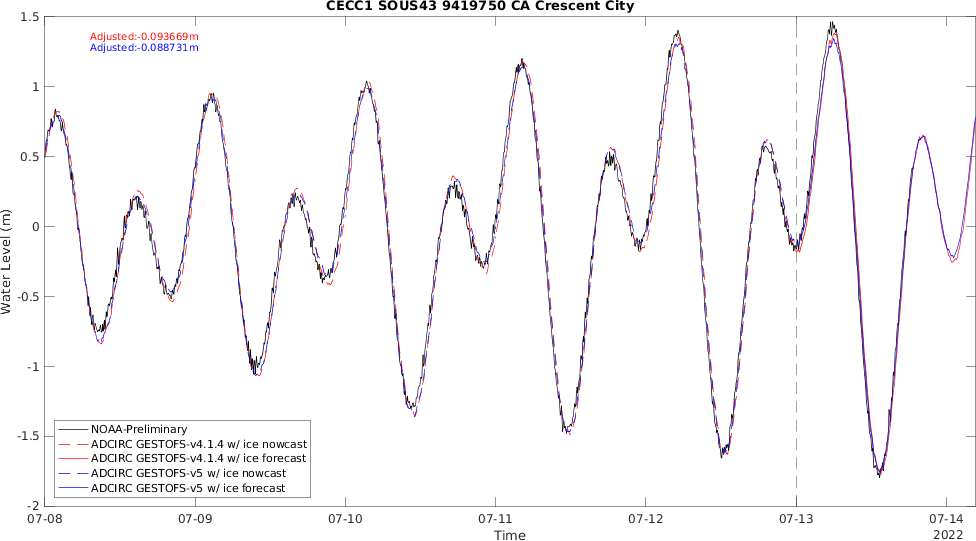 CECC1 SOUS43 9419750 CA Crescent City
1.5
Adjusted:-0.093669m
Adjusted:-0.088731m
1
0.5
0
Water Level (m)
-0.5
-1
-1.5
-2
NOAA-Preliminary
ADCIRC GESTOFS-v4.1.4 w/ ice nowcast
ADCIRC GESTOFS-v4.1.4 w/ ice forecast
ADCIRC GESTOFS-v5 w/ ice nowcast
ADCIRC GESTOFS-v5 w/ ice forecast
07-08 07-09 07-10 07-11 07-12 07-13 07-14
Time
2022